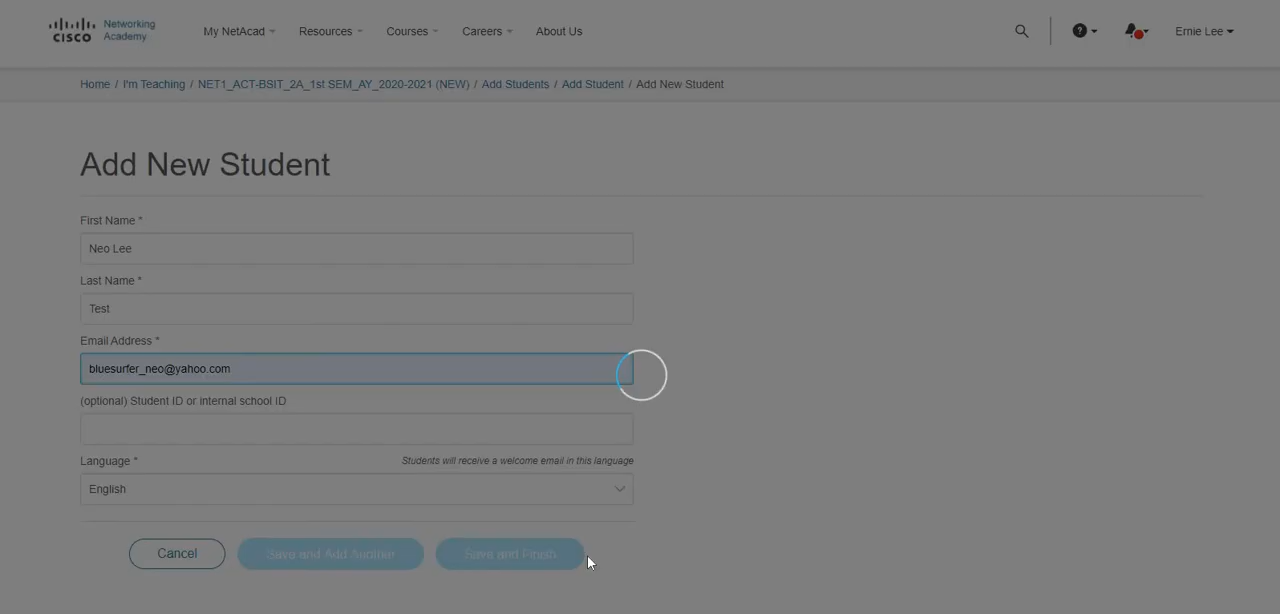 Networking
Academy
CISCO
My NetAcad
Resources
Courses
Careers
About Us
?
Ernie Lee
Home / I'm Teaching / NET1_ACT-BSIT_2A_1st SEM_AY_2020-2021 (NEW) / Add Students / Add Student / Add New Student
Add New Student
First Name *
Neo Lee
Last Name *
Test
Email Address *
bluesurfer_neo@yahoo.com
(optional) Student ID or internal school ID
Language *
Students will receive a welcome email in this language
English
Cancel
Save and Add Another
Save and Finish